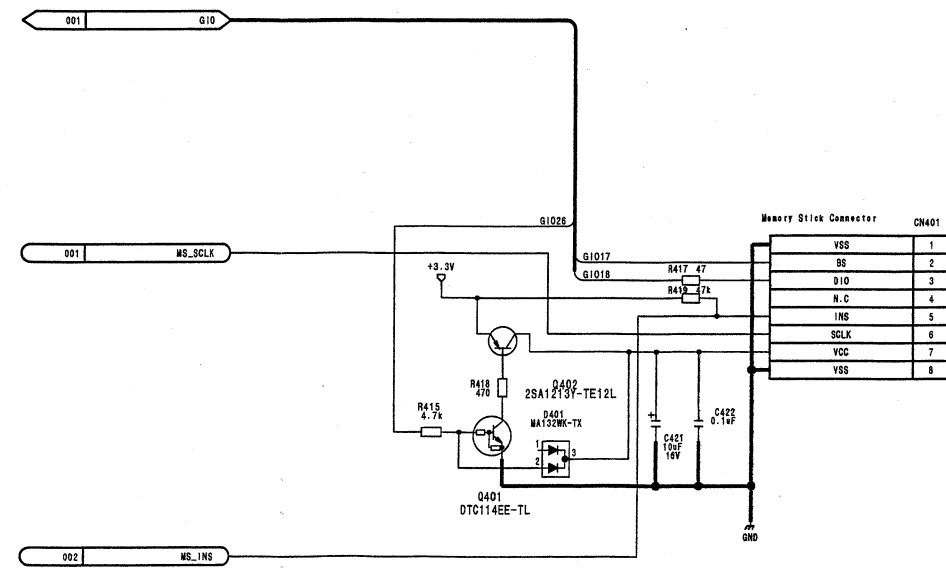 001 GIO
GIO26
Memory Stick Connector CN401
001 MS_SCLK
VSS 1
BS 2
DIO 3
N.C 4
INS 5
SCLK 6
VCC 7
VSS 8
GIO17
GIO18
R417 47
R419 47k
+3.3V
R418
470
Q402
2SA1213Y-TE12L
R415
4.7k
D401
MA132WK-TX
1
2
3
C421
10uF
16V
C422
0.1uF
Q401
DTC114EE-TL
GND
002 MS_INS